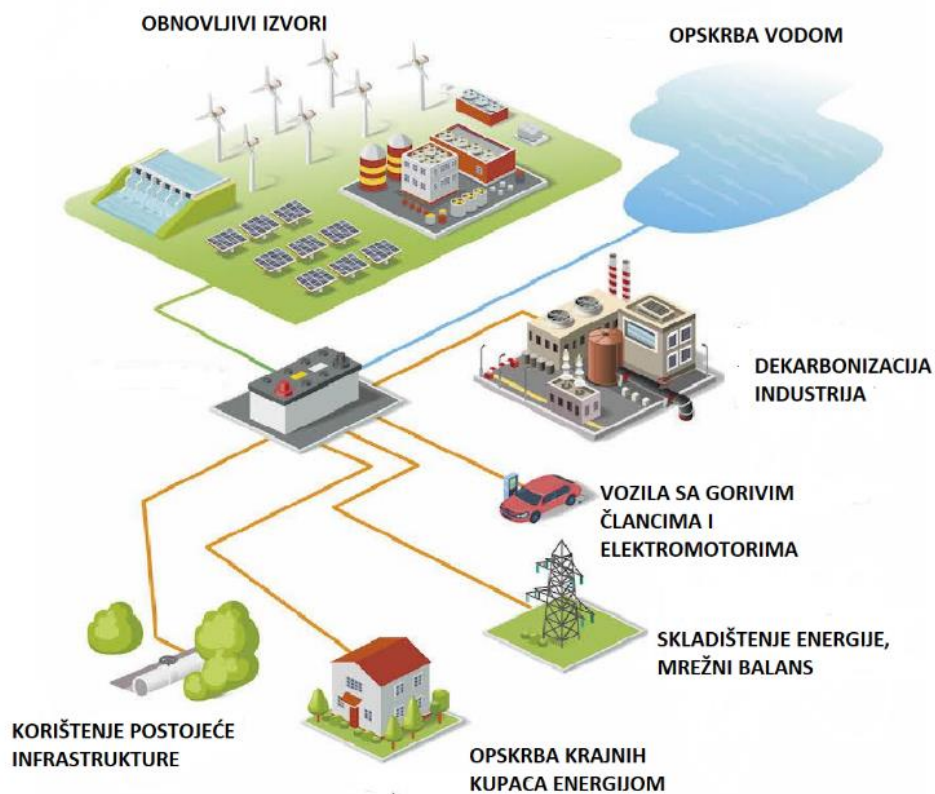 OBNOVLJIVI IZVORI
OPSKRBA VODOM
DEKARBONIZACIJA
INDUSTRIJA
VOZILA SA GORIVIM
ČLANCIMA I
ELEKTROMOTORIMA
SKLADIŠTENJE ENERGIJE,
MREŽNI BALANS
KORIŠTENJE POSTOJEĆE
INFRASTRUKTURE
OPSKRBA KRAJNIH
KUPACA ENERGIJOM